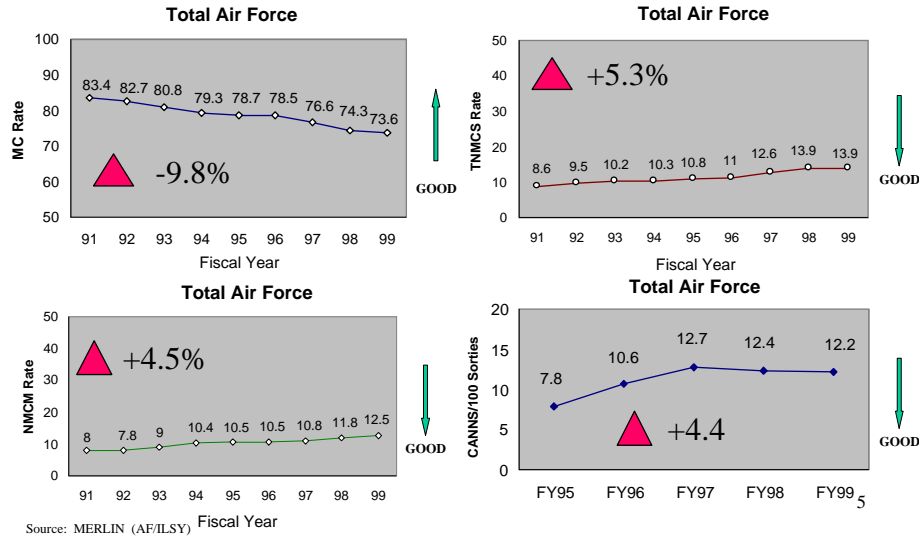 Total Air Force
MC Rate
100
90
80
70
60
50
83.4 82.7 80.8 79.3 78.7 78.5 76.6 74.3 73.6
-9.8%
GOOD
91 92 93 94 95 96 97 98 99
Fiscal Year
Total Air Force
TNMCS Rate
50
40
30
20
10
0
+5.3%
8.6 9.5 10.2 10.3 10.8 11 12.6 13.9 13.9
GOOD
91 92 93 94 95 96 97 98 99
Fiscal Year
Total Air Force
NMCM Rate
50
40
30
20
10
0
+4.5%
8 7.8 9 10.4 10.5 10.5 10.8 11.8 12.5
GOOD
91 92 93 94 95 96 97 98 99
Fiscal Year
Total Air Force
CANNS/100 Sorties
20
15
10
5
0
7.8 10.6 12.7 12.4 12.2
+4.4
GOOD
FY95 FY96 FY97 FY98 FY99
5
Source: MERLIN (AF/ILSY)